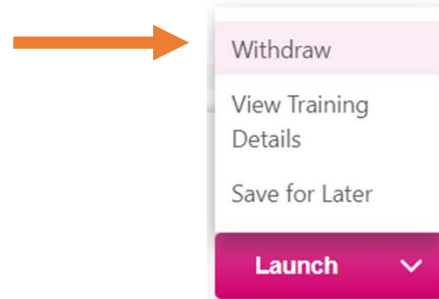 Withdraw
View Training
Details
Save for Later
Launch